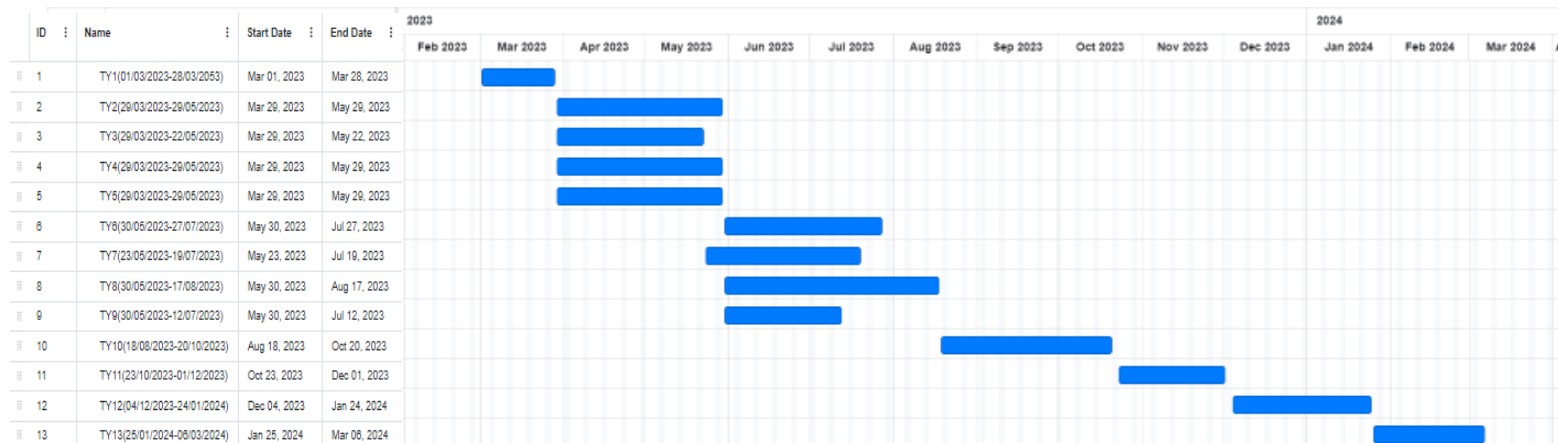 2023 2024
ID Name Start Date End Date Feb 2023 Mar 2023 Apr 2023 May 2023 Jun 2023 Jul 2023 Aug 2023 Sep 2023 Oct 2023 Nov 2023 Dec 2023 Jan 2024 Feb 2024 Mar 2024
1 TY1(01/03/2023-28/03/2053) Mar 01, 2023 Mar 28, 2023
2 TY2(29/03/2023-29/05/2023) Mar 29, 2023 May 29, 2023
3 TY3(29/03/2023-22/05/2023) Mar 29, 2023 May 22, 2023
4 TY4(29/03/2023-29/05/2023) Mar 29, 2023 May 29, 2023
5 TY5(29/03/2023-29/05/2023) Mar 29, 2023 May 29, 2023
6 TY6(30/05/2023-27/07/2023) May 30, 2023 Jul 27, 2023
7 TY7(23/05/2023-19/07/2023) May 23, 2023 Jul 19, 2023
8 TY8(30/05/2023-17/08/2023) May 30, 2023 Aug 17, 2023
9 TY9(30/05/2023-12/07/2023) May 30, 2023 Jul 12, 2023
10 TY10(18/08/2023-20/10/2023) Aug 18, 2023 Oct 20, 2023
11 TY11(23/10/2023-01/12/2023) Oct 23, 2023 Dec 01, 2023
12 TY12(04/12/2023-24/01/2024) Dec 04, 2023 Jan 24, 2024
13 TY13(25/01/2024-06/03/2024) Jan 25, 2024 Mar 06, 2024